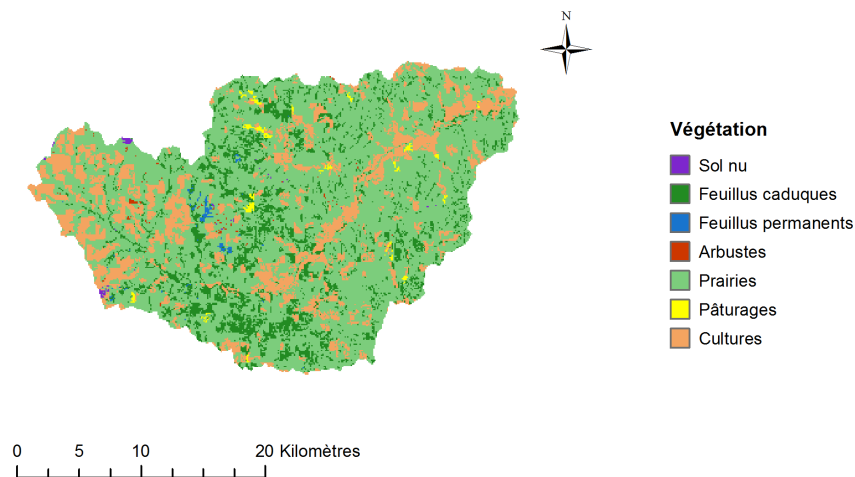 N
Végétation
Sol nu
Feuillus caduques
Feuillus permanents
Arbustes
Prairies
Pâturages
Cultures
0 5 10 20 Kilomètres